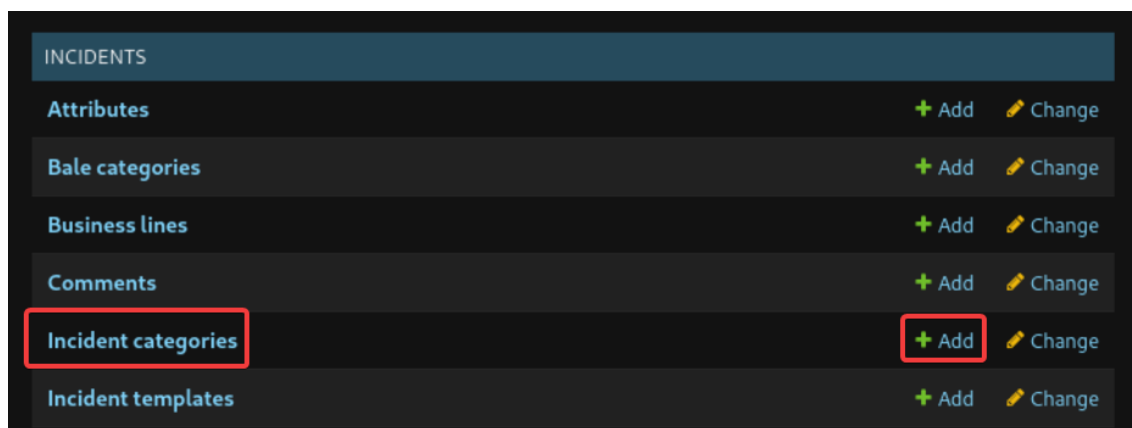 INCIDENTS
Attributes Add Change
Bale categories Add Change
Business lines Add Change
Comments Add Change
Incident categories Add Change
Incident templates Add Change